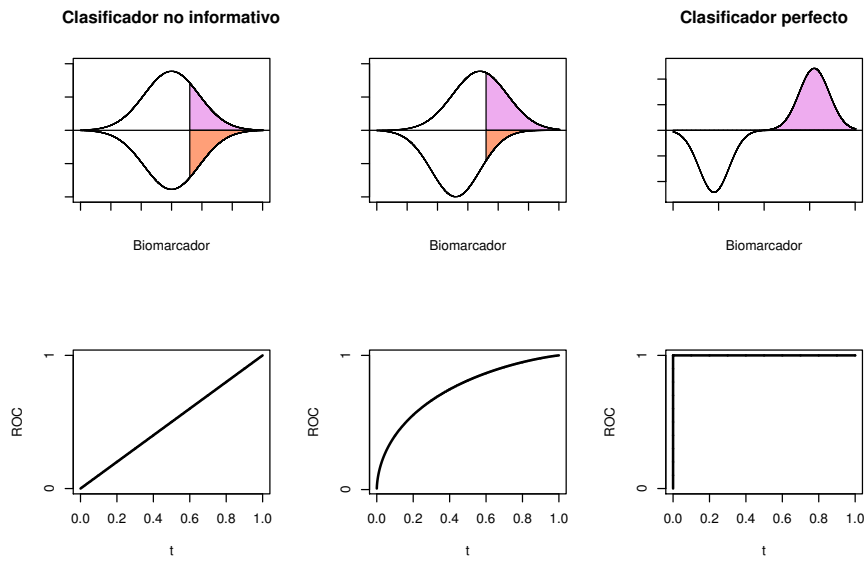 Clasificador no informativo
Clasificador perfecto
Biomarcador
Biomarcador
Biomarcador
ROC
1
0
0.0 0.2 0.4 0.6 0.8 1.0
t
ROC
1
0
0.0 0.2 0.4 0.6 0.8 1.0
t
ROC
1
0
0.0 0.2 0.4 0.6 0.8 1.0
t